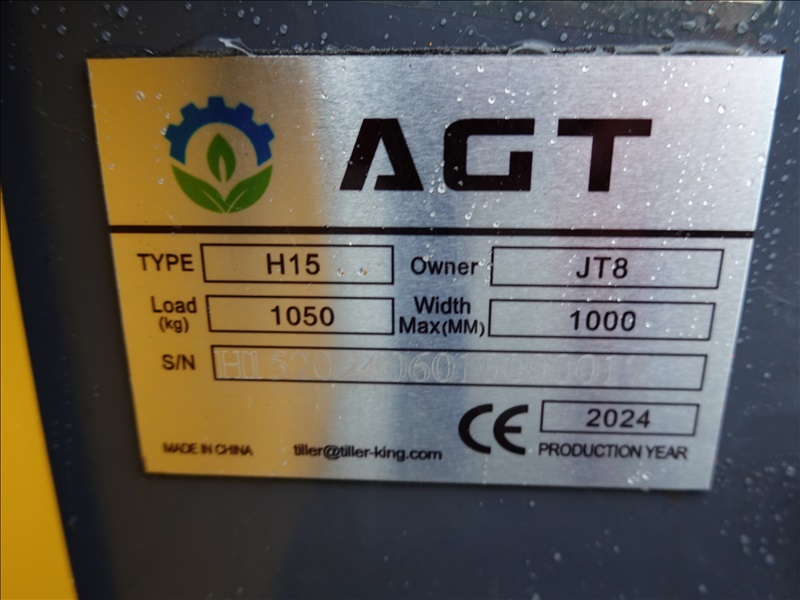 AGT
TYPE H15 Owner JT8
Load (kg) 1050 Width Max(MM) 1000
S/N
CE 2024
MADE IN CHINA tiller@tiller-king.com PRODUCTION YEAR